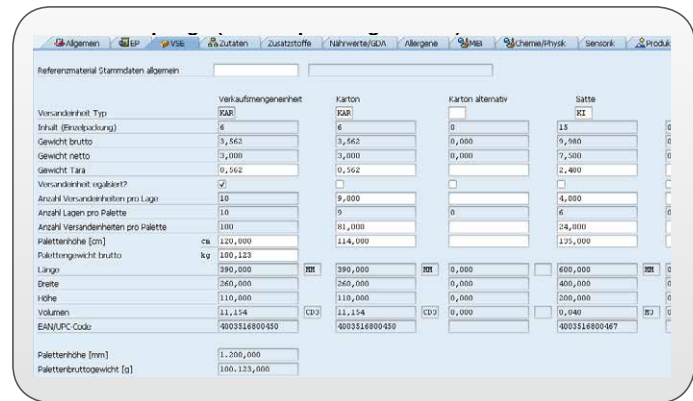 Allgemein EP VSE Zutaten Zusatzstoffe Nährwerte/GDA Allergene MIBI Chemie/Physik Sensorik Produk
Referenzmaterial Stammdaten allgemein
Verkaufsmengeneinheit Karton Karton alternativ Satte
Versandeinheit Typ KAR KAR KI
Inhalt (Einzelpackung) 6 6 0 15
Gewicht brutto 3,562 3,562 0,000 9,980
Gewicht netto 3,000 3,000 0,000 7,500
Gewicht Tara 0,562 0,562 2,480
Versandeinheit egalisiert?
Anzahl Versandeinheiten pro Lage 10 9,000 4,000
Anzahl Lagen pro Palette 10 9 0 6
Anzahl Versandeinheiten pro Palette 100 81,000 24,000
Palettenhöhe [cm] cm 120,000 114,000 135,000
Palettengewicht brutto kg 100,123
Länge 390,000 MM 390,000 MM 0,000 600,000 MM
Breite 260,000 260,000 0,000 400,000
Höhe 110,000 110,000 0,000 200,000
Volumen 11,154 CD3 11,154 CD3 0,000 0,040 M3
EAN/UPC-Code 4003516800450 4003516800450 4003516800467
Palettenhöhe [mm] 1.200,000
Palettenbruttogewicht [g] 100.123,000